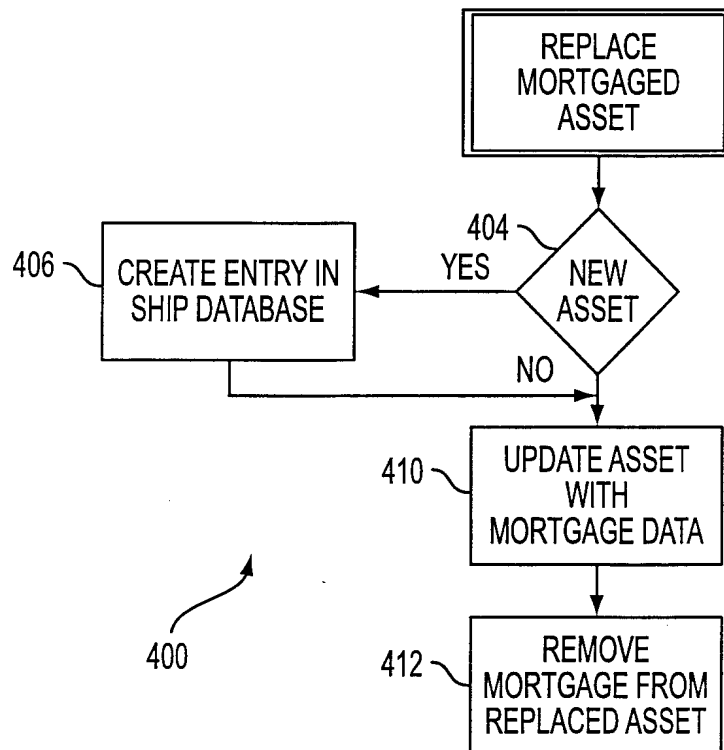 REPLACE
MORTGAGED
ASSET
404
NEW
ASSET
YES
406
CREATE ENTRY IN
SHIP DATABASE
NO
410
UPDATE ASSET
WITH
MORTGAGE DATA
400
412
REMOVE
MORTGAGE FROM
REPLACED ASSET